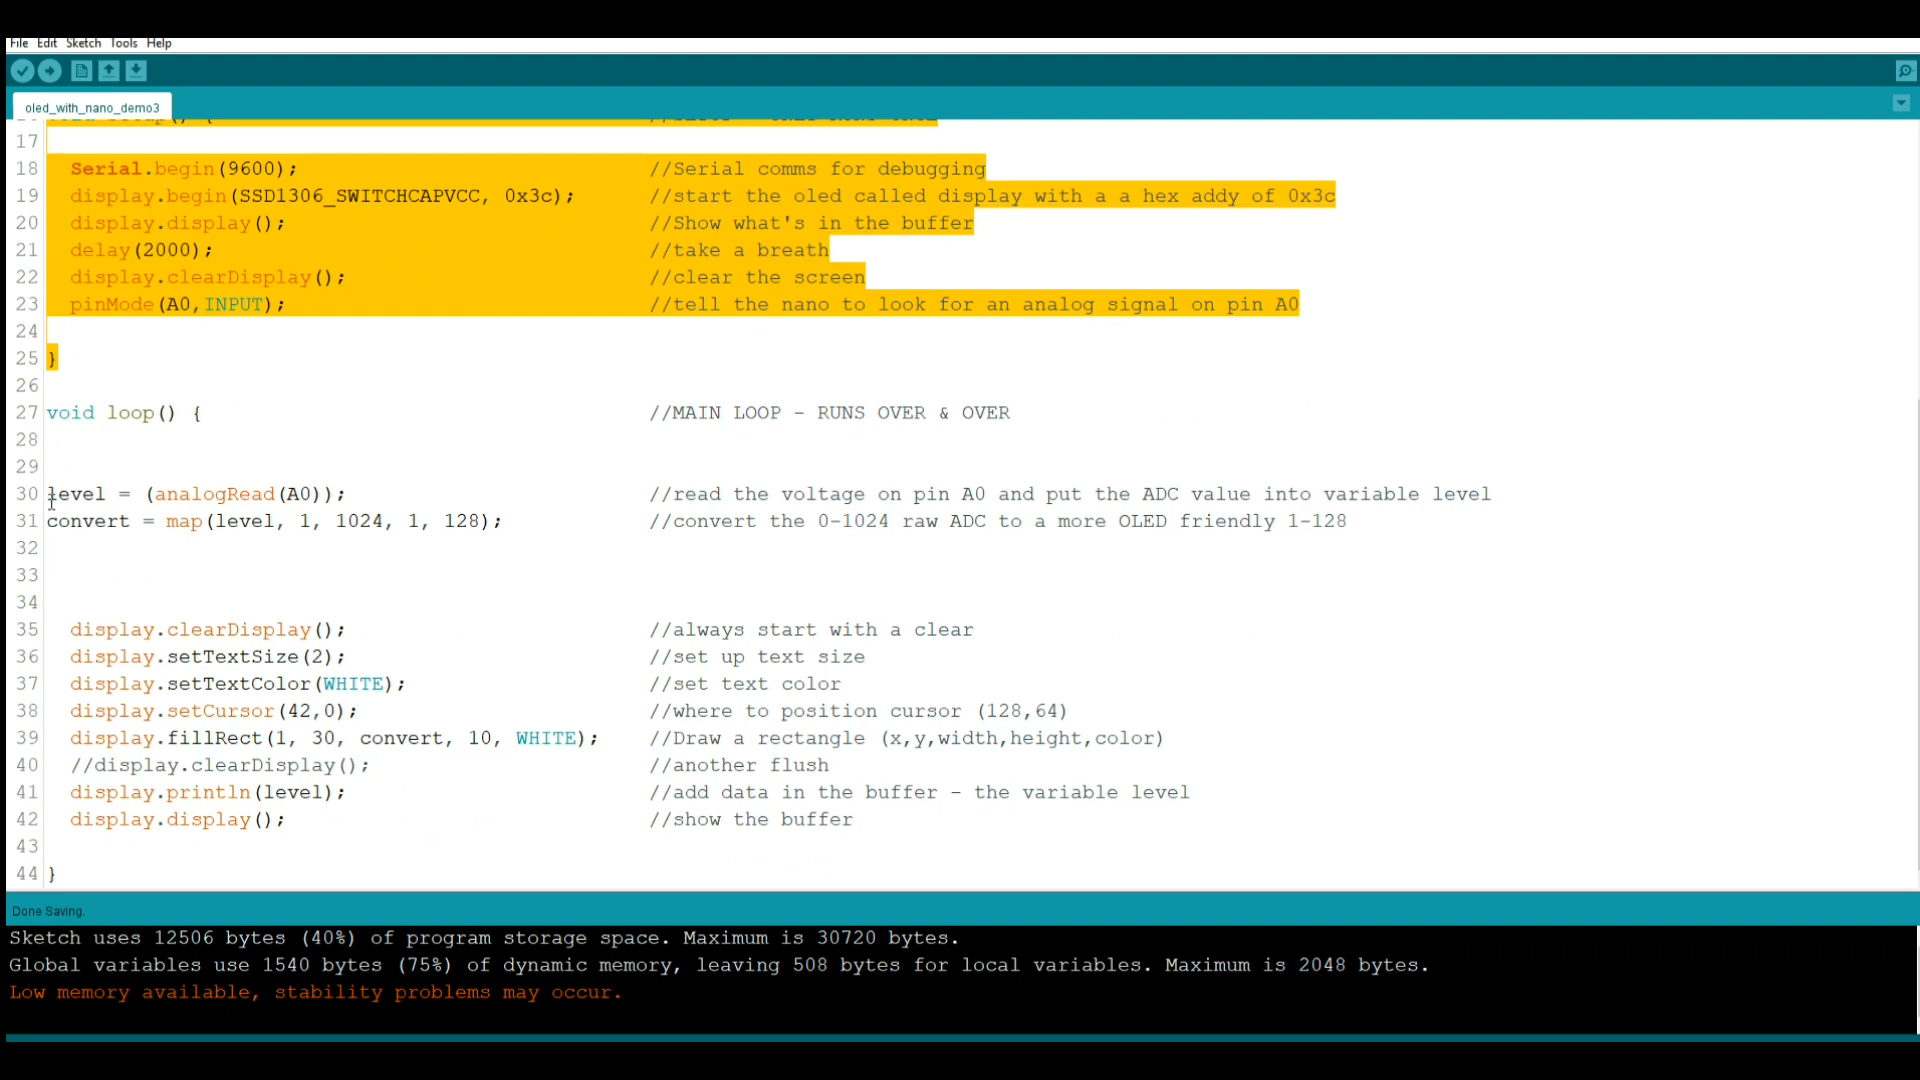 File Edit Sketch Tools Help
oled_with_nano_demo3
17
18 Serial.begin(9600); //Serial comms for debugging
19 display.begin(SSD1306_SWITCHCAPVCC, 0x3c); //start the oled called display with a a hex addy of 0x3c
20 display.display(); //Show what's in the buffer
21 delay(2000); //take a breath
22 display.clearDisplay(); //clear the screen
23 pinMode(A0,INPUT); //tell the nano to look for an analog signal on pin A0
24
25 }
26
27 void loop() { //MAIN LOOP - RUNS OVER & OVER
28
29
30 level = (analogRead(A0)); //read the voltage on pin A0 and put the ADC value into variable level
31 convert = map(level, 1, 1024, 1, 128); //convert the 0-1024 raw ADC to a more OLED friendly 1-128
32
33
34
35 display.clearDisplay(); //always start with a clear
36 display.setTextSize(2); //set up text size
37 display.setTextColor(WHITE); //set text color
38 display.setCursor(42,0); //where to position cursor (128,64)
39 display.fillRect(1, 30, convert, 10, WHITE); //Draw a rectangle (x,y,width,height,color)
40 //display.clearDisplay(); //another flush
41 display.println(level); //add data in the buffer - the variable level
42 display.display(); //show the buffer
43
44 }
Done Saving.
Sketch uses 12506 bytes (40%) of program storage space. Maximum is 30720 bytes.
Global variables use 1540 bytes (75%) of dynamic memory, leaving 508 bytes for local variables. Maximum is 2048 bytes.
Low memory available, stability problems may occur.